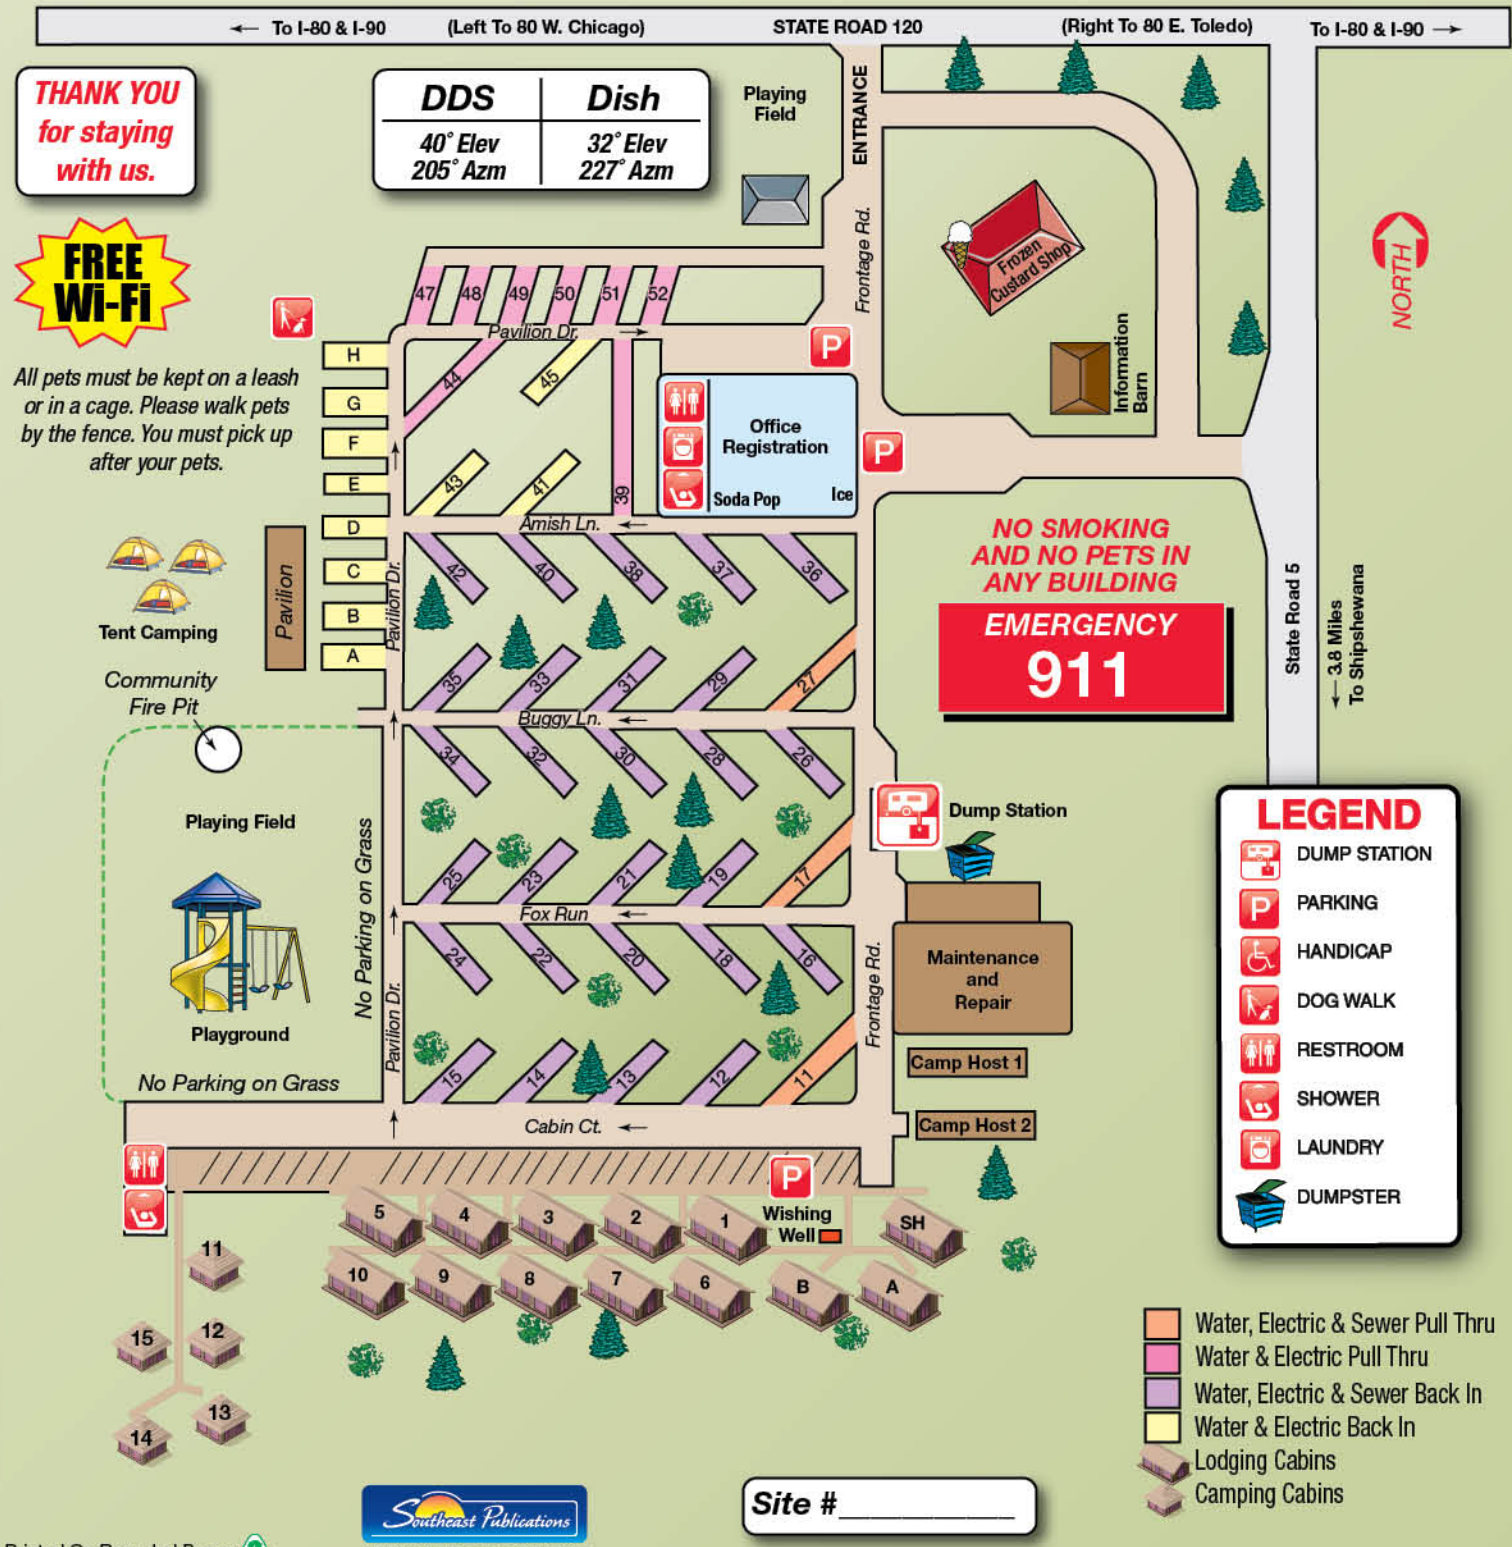 ← To I-80 & I-90
(Left To 80 W. Chicago)
STATE ROAD 120
(Right To 80 E. Toledo)
To I-80 & I-90 →
THANK YOU
for staying
with us.
DDS
40° Elev
205° Azm
Dish
32° Elev
227° Azm
Playing
Field
ENTRANCE
Frontage Rd.
Frozen
Custard Shop
NORTH
FREE
Wi-Fi
47
48
49
50
51
52
Pavilion Dr. →
P
Information
Barn
All pets must be kept on a leash
or in a cage. Please walk pets
by the fence. You must pick up
after your pets.
H
G
F
E
D
C
B
A
44
45
43
41
39
Office
Registration
Soda Pop
Ice
P
Amish Ln. ←
NO SMOKING
AND NO PETS IN
ANY BUILDING
EMERGENCY
911
State Road 5
← 3.8 Miles
To Shipshewana
Tent Camping
Pavilion
Pavilion Dr.
42
40
38
37
36
35
33
31
29
27
Community
Fire Pit
Buggy Ln. ←
34
32
30
28
26
Playing Field
No Parking on Grass
Dump Station
25
23
21
19
17
Fox Run ←
Playground
24
22
20
18
16
Frontage Rd.
Maintenance
and
Repair
Pavilion Dr.
15
14
13
12
11
Camp Host 1
No Parking on Grass
Cabin Ct. ←
Camp Host 2
P
Wishing
Well
5
4
3
2
1
SH
10
9
8
7
6
B
A
11
12
15
13
14
LEGEND
DUMP STATION
P PARKING
HANDICAP
DOG WALK
RESTROOM
SHOWER
LAUNDRY
DUMPSTER
Water, Electric & Sewer Pull Thru
Water & Electric Pull Thru
Water, Electric & Sewer Back In
Water & Electric Back In
Lodging Cabins
Camping Cabins
Southeast Publications
Site #____________